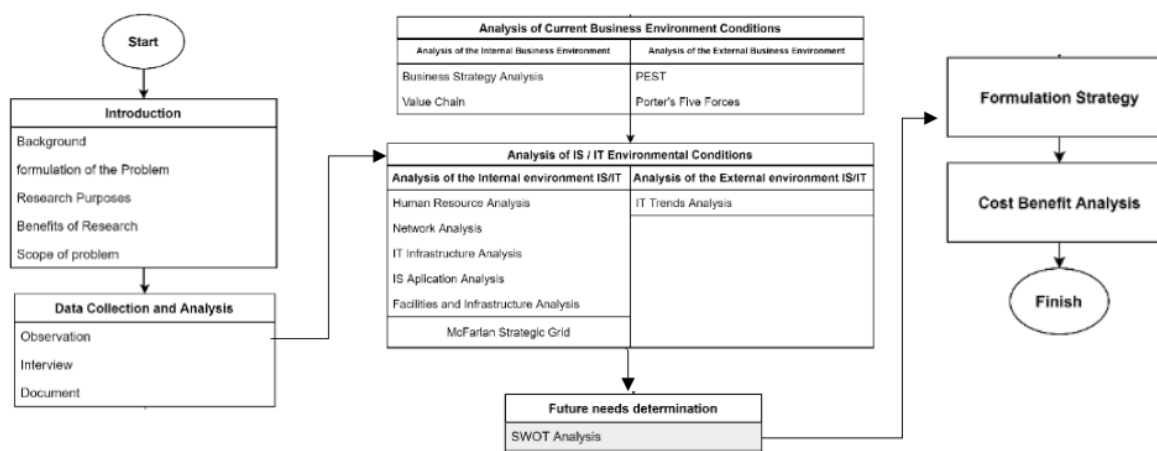 Start
Introduction
Background
formulation of the Problem
Research Purposes
Benefits of Research
Scope of problem
Data Collection and Analysis
Observation
Interview
Document
Analysis of Current Business Environment Conditions
Analysis of the Internal Business Environment
Analysis of the External Business Environment
Business Strategy Analysis
PEST
Value Chain
Porter's Five Forces
Analysis of IS / IT Environmental Conditions
Analysis of the Internal environment IS/IT
Analysis of the External environment IS/IT
Human Resource Analysis
IT Trends Analysis
Network Analysis
IT Infrastructure Analysis
IS Aplication Analysis
Facilities and Infrastructure Analysis
McFarlan Strategic Grid
Future needs determination
SWOT Analysis
Formulation Strategy
Cost Benefit Analysis
Finish